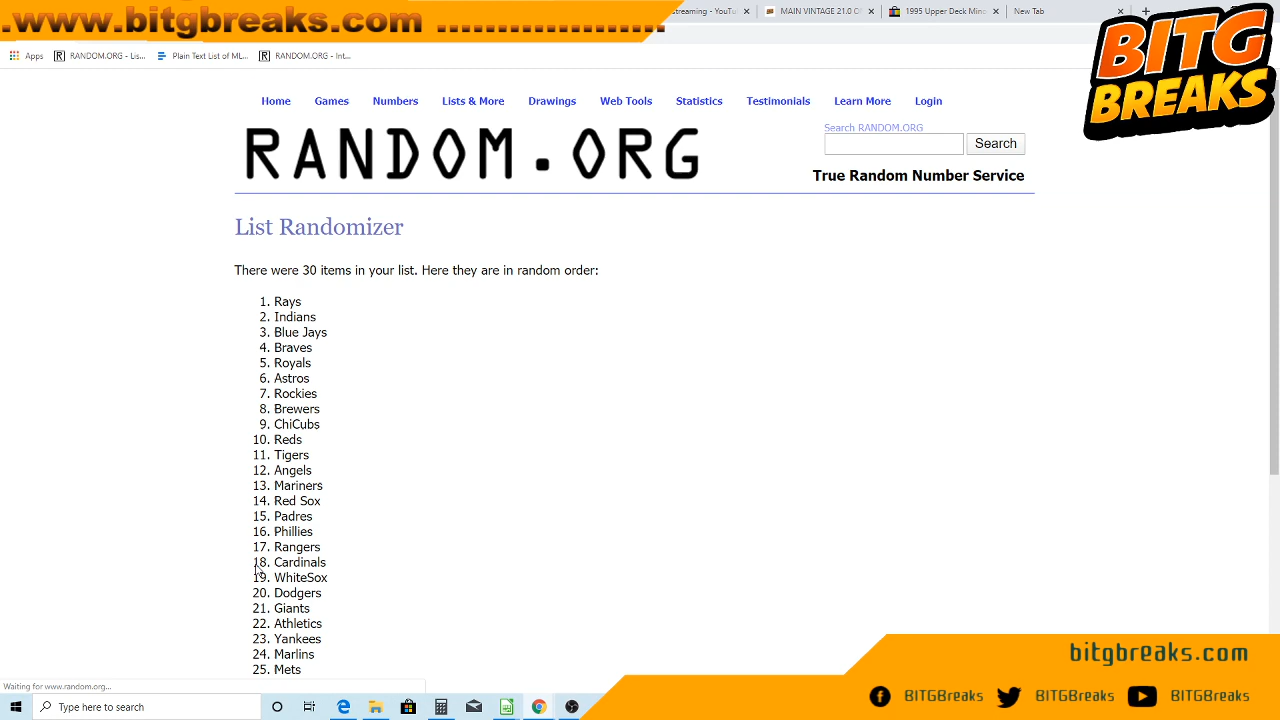 www.bitgbreaks.com
streaming - YouTu
MAIN VINTAGE 21.0 C
1995 Upper Deck Mino
New Tab
BITG
BREAKS
Apps
RANDOM.ORG - Lis...
Plain Text List of ML...
RANDOM.ORG - Int...
Home
Games
Numbers
Lists & More
Drawings
Web Tools
Statistics
Testimonials
Learn More
Login
RANDOM.ORG
Search RANDOM.ORG
Search
True Random Number Service
List Randomizer
There were 30 items in your list. Here they are in random order:
1. Rays
2. Indians
3. Blue Jays
4. Braves
5. Royals
6. Astros
7. Rockies
8. Brewers
9. ChiCubs
10. Reds
11. Tigers
12. Angels
13. Mariners
14. Red Sox
15. Padres
16. Phillies
17. Rangers
18. Cardinals
19. WhiteSox
20. Dodgers
21. Giants
22. Athletics
23. Yankees
24. Marlins
25. Mets
Waiting for www.random.org...
Type here to search
bitgbreaks.com
BITGBreaks
BITGBreaks
BITGBreaks